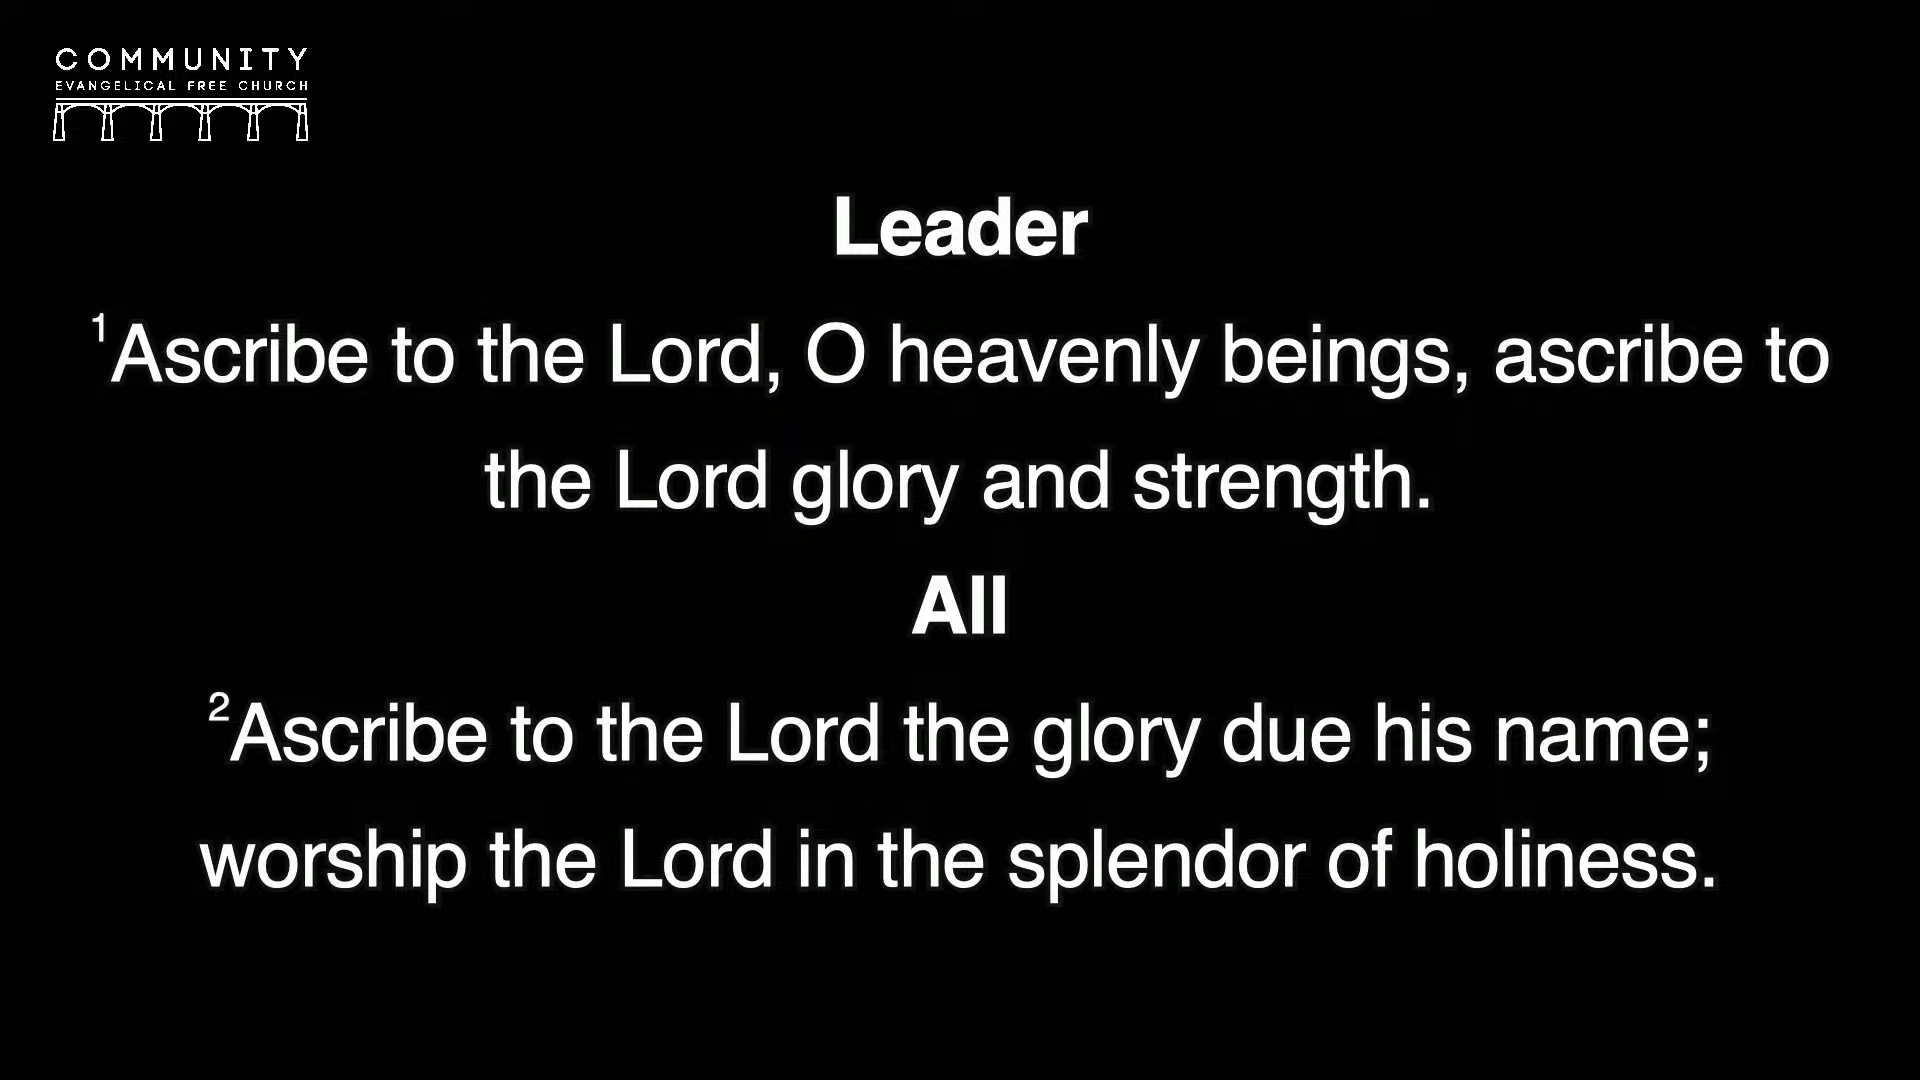 COMMUNITY
EVANGELICAL FREE CHURCH
Leader
¹Ascribe to the Lord, O heavenly beings, ascribe to
the Lord glory and strength.
All
²Ascribe to the Lord the glory due his name;
worship the Lord in the splendor of holiness.